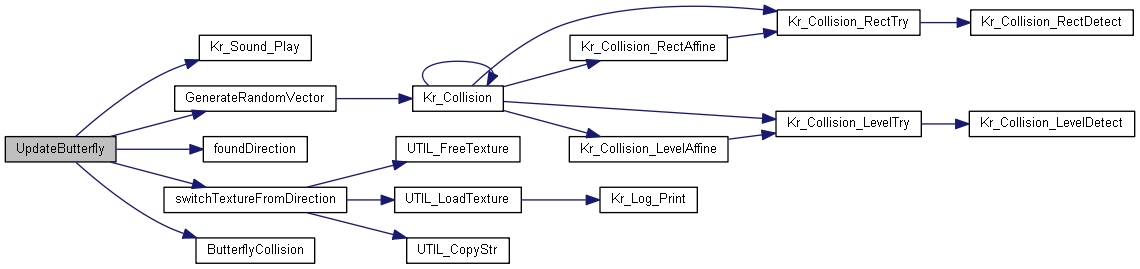 UpdateButterfly
Kr_Sound_Play
GenerateRandomVector
foundDirection
switchTextureFromDirection
ButterflyCollision
Kr_Collision
UTIL_FreeTexture
UTIL_LoadTexture
UTIL_CopyStr
Kr_Collision_RectAffine
Kr_Collision_LevelAffine
Kr_Log_Print
Kr_Collision_RectTry
Kr_Collision_LevelTry
Kr_Collision_RectDetect
Kr_Collision_LevelDetect